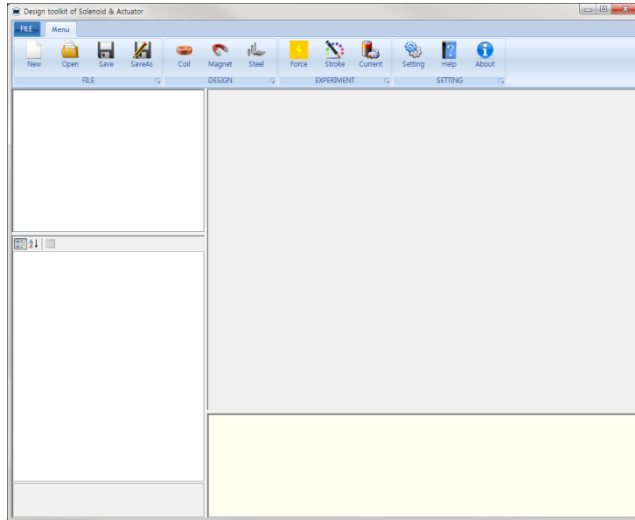 Design toolkit of Solenoid & Actuator
FILE Menu
New Open Save SaveAs Coil Magnet Steel Force Stroke Current Setting Help About
FILE DESIGN EXPERIMENT SETTING